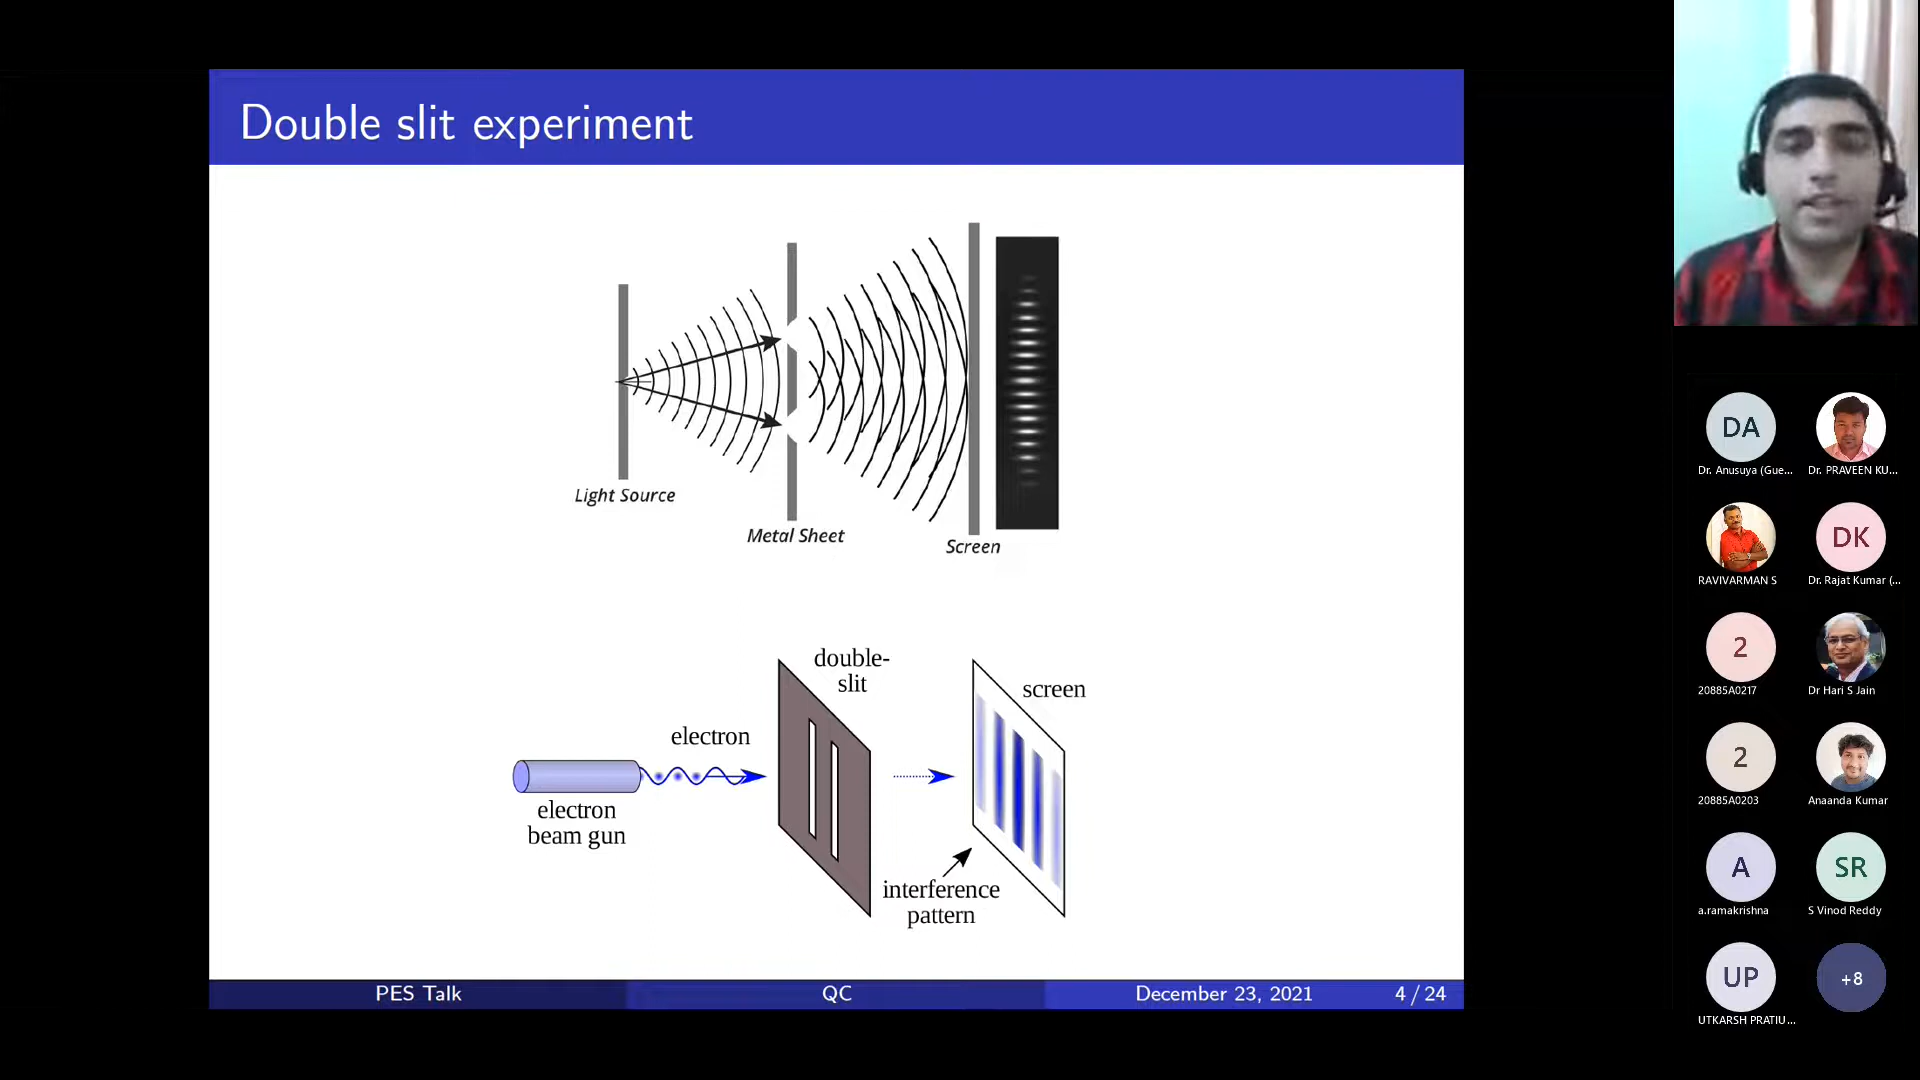 Double slit experiment
Light Source
Metal Sheet
Screen
double-
slit
screen
electron
electron
beam gun
interference
pattern
PES Talk
QC
December 23, 2021
4 / 24
DA
Dr. Anusuya (Gue...
Dr. PRAVEEN KU...
RAVIVARMAN S
DK
Dr. Rajat Kumar (...
2
20885A0217
Dr Hari S Jain
2
20885A0203
Anaanda Kumar
A
a.ramakrishna
SR
S Vinod Reddy
UP
UTKARSH PRATIU...
+8